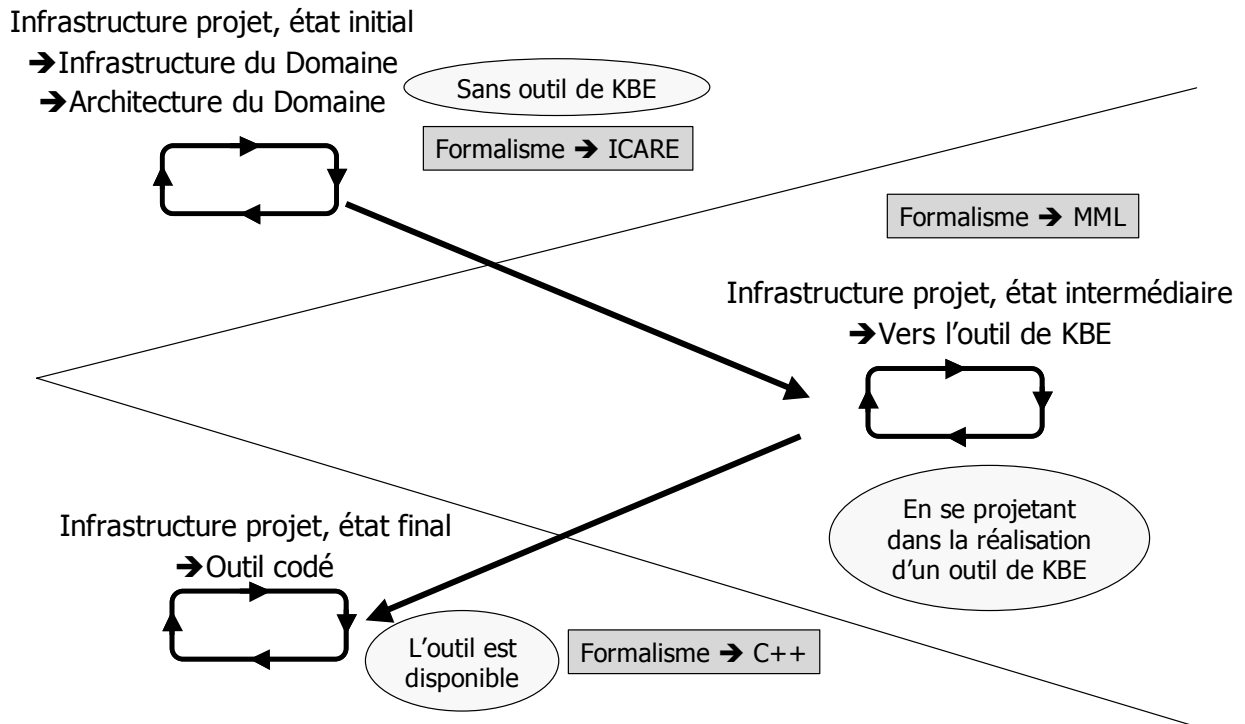 Infrastructure projet, état initial
➔Infrastructure du Domaine
➔Architecture du Domaine
Sans outil de KBE
Formalisme ➔ ICARE
Formalisme ➔ MML
Infrastructure projet, état intermédiaire
➔Vers l’outil de KBE
En se projetant
dans la réalisation
d’un outil de KBE
Infrastructure projet, état final
➔Outil codé
L’outil est
disponible
Formalisme ➔ C++